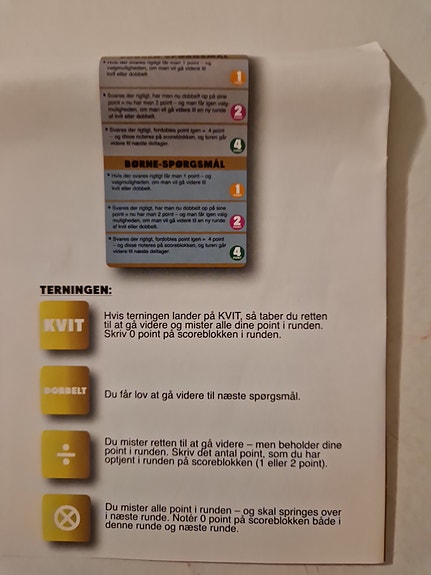 • Hvis der svares rigtigt får man 1 point - og
valgmuligheden, om man vil gå videre til
kvit eller dobbelt.
1
• Svares der rigtigt, har man nu dobbelt op på sine
point = nu har man 2 point – og man får igen valg
muligheden, om man vil gå videre til en ny runde
af kvit eller dobbelt.
2
• Svares der rigtigt, fordobles point igen = 4 point
- og disse noteres på scoreblokken, og turen går
videre til næste deltager.
4
BØRNE-SPØRGSMÅL
• Hvis der svares rigtigt får man 1 point - og
valgmuligheden, om man vil gå videre til
kvit eller dobbelt.
1
• Svares der rigtigt, har man nu dobbelt op på sine
point = nu har man 2 point – og man får igen valg
muligheden, om man vil gå videre til en ny runde
af kvit eller dobbelt.
2
• Svares der rigtigt, fordobles point igen = 4 point
- og disse noteres på scoreblokken, og turen går
videre til næste deltager.
4
TERNINGEN:
KVIT
Hvis terningen lander på KVIT, så taber du retten
til at gå videre og mister alle dine point i runden.
Skriv 0 point på scoreblokken i runden.
DOBBELT
Du får lov at gå videre til næste spørgsmål.
÷
Du mister retten til at gå videre – men beholder dine
point i runden. Skriv det antal point, som du har
optjent i runden på scoreblokken (1 eller 2 point).
Du mister alle point i runden – og skal springes over
i næste runde. Notér 0 point på scoreblokken både i
denne runde og næste runde.